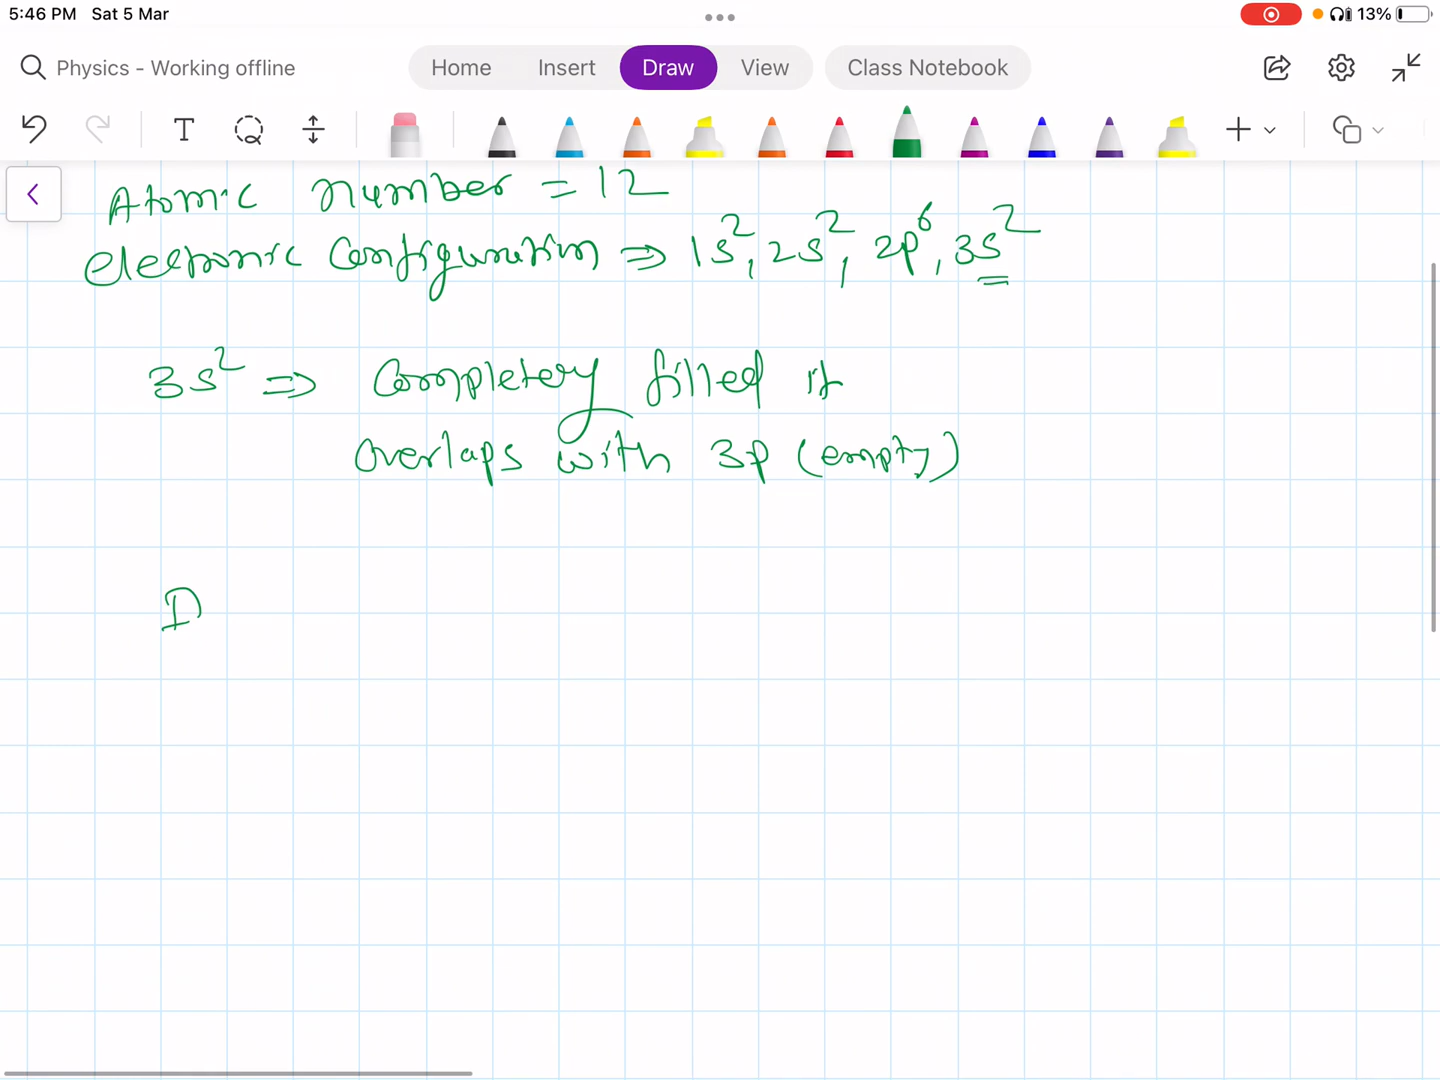 5:46 PM Sat 5 Mar
13%
Physics - Working offline
Home Insert Draw View Class Notebook
Atomic number = 12
electronic configuration ⇒ 1s², 2s², 2p⁶, 3s²
3s² ⇒ Completely filled it
overlaps with 3p (empty)
D